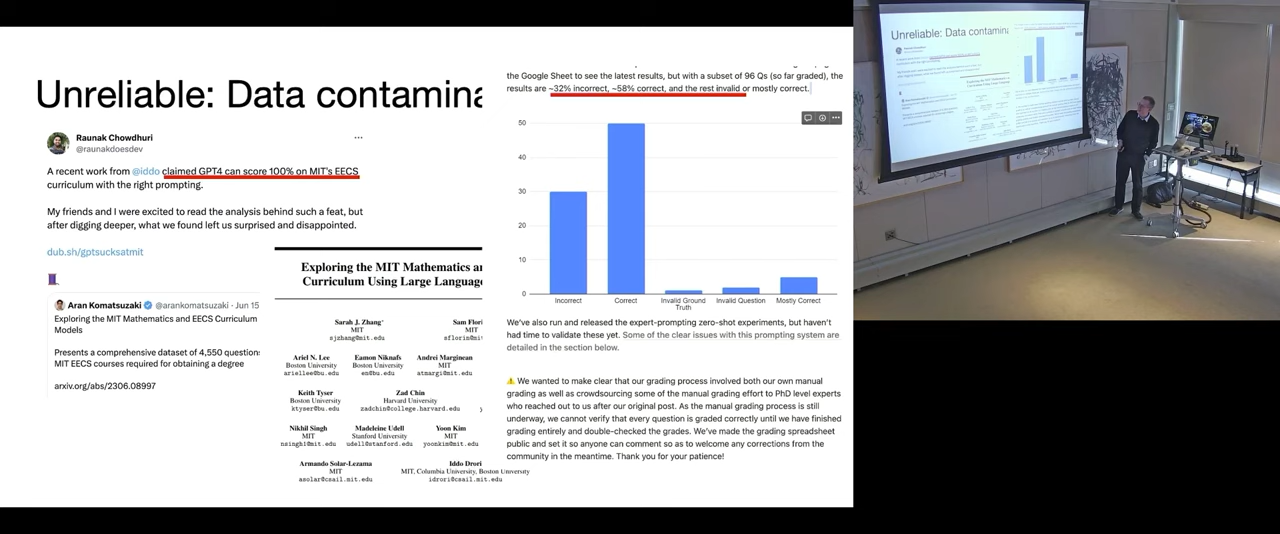 Unreliable: Data contamina
Raunak Chowdhuri
@raunakdoesdev
A recent work from @iddo claimed GPT4 can score 100% on MIT's EECS
curriculum with the right prompting.
My friends and I were excited to read the analysis behind such a feat, but
after digging deeper, what we found left us surprised and disappointed.
dub.sh/gptsucksatmit
Aran Komatsuzaki @arankomatsuzaki · Jun 15
Exploring the MIT Mathematics and EECS Curriculum
Models
Presents a comprehensive dataset of 4,550 questions
MIT EECS courses required for obtaining a degree
arxiv.org/abs/2306.08997
Exploring the MIT Mathematics an
Curriculum Using Large Language
Sarah J. Zhang* Sam Flori
MIT MIT
sjzhang@mit.edu sflorin@mit
Ariel N. Lee Eamon Niknafs Andrei Marginean
Boston University Boston University MIT
ariellee@bu.edu en@bu.edu atmargi@mit.edu
Keith Tyser Zad Chin
Boston University Harvard University
ktyser@bu.edu zadchin@college.harvard.edu
Nikhil Singh Madeleine Udell Yoon Kim
MIT Stanford University MIT
nsingh1@mit.edu udell@stanford.edu yoonkim@mit.edu
Armando Solar-Lezama Iddo Drori
MIT MIT, Columbia University, Boston University
asolar@csail.mit.edu idrori@csail.mit.edu
the Google Sheet to see the latest results, but with a subset of 96 Qs (so far graded), the
results are ~32% incorrect, ~58% correct, and the rest invalid or mostly correct.
50
40
30
20
10
0
Incorrect Correct Invalid Ground Truth Invalid Question Mostly Correct
We've also run and released the expert-prompting zero-shot experiments, but haven't
had time to validate these yet. Some of the clear issues with this prompting system are
detailed in the section below.
⚠️ We wanted to make clear that our grading process involved both our own manual
grading as well as crowdsourcing some of the manual grading effort to PhD level experts
who reached out to us after our original post. As the manual grading process is still
underway, we cannot verify that every question is graded correctly until we have finished
grading entirely and double-checked the grades. We've made the grading spreadsheet
public and set it so anyone can comment so as to welcome any corrections from the
community in the meantime. Thank you for your patience!
Unreliable: Data contamina